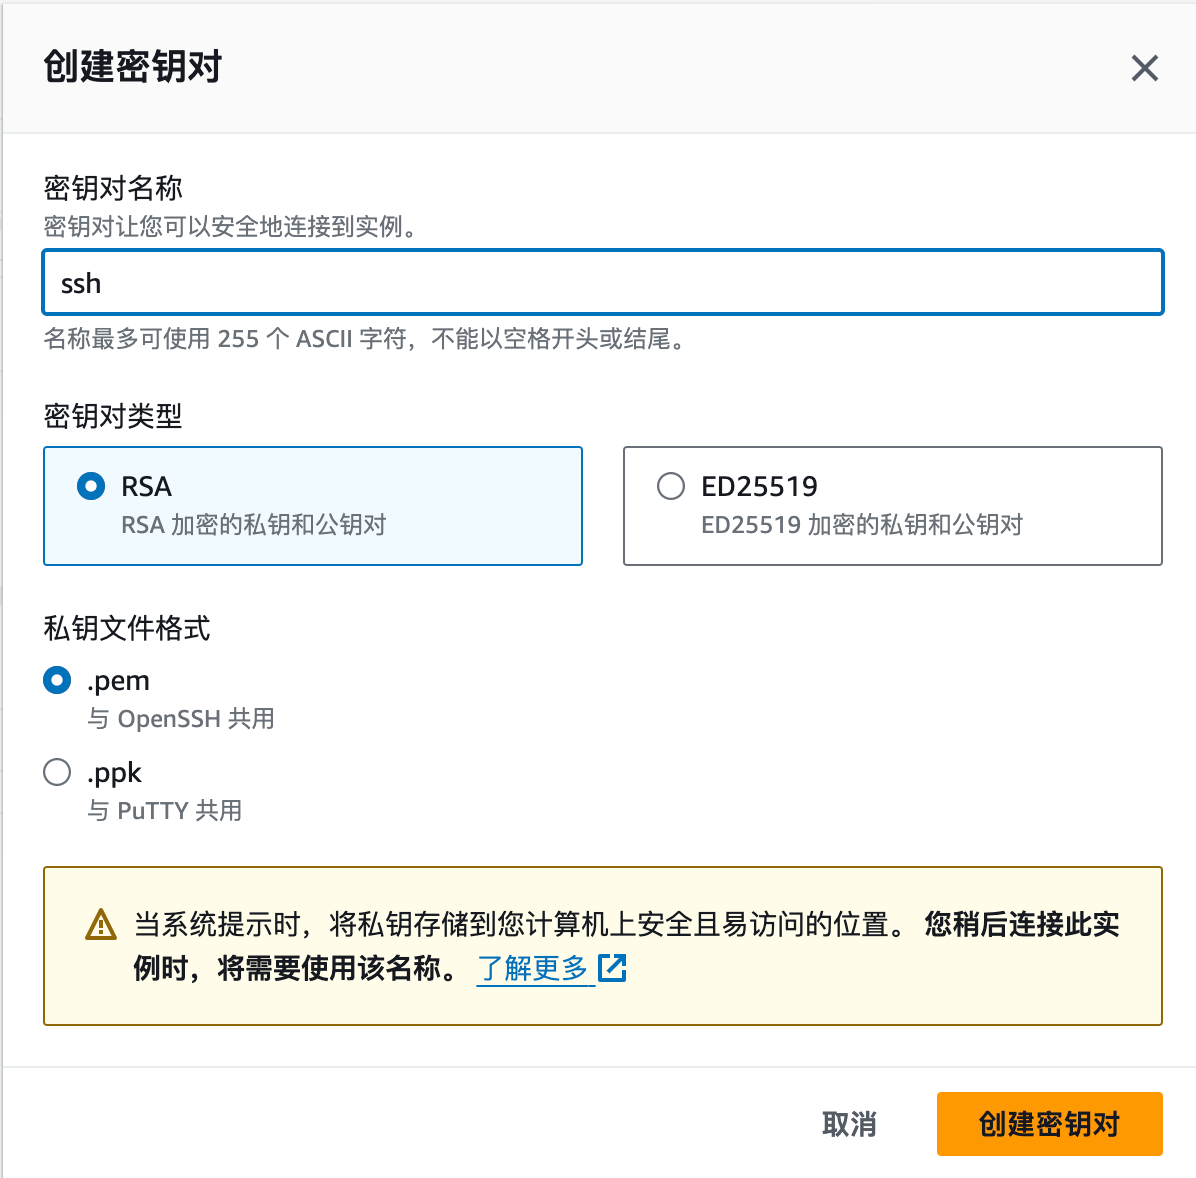 创建密钥对
密钥对名称
密钥对让您可以安全地连接到实例。
ssh
名称最多可使用 255 个 ASCII 字符，不能以空格开头或结尾。
密钥对类型
RSA
RSA 加密的私钥和公钥对
ED25519
ED25519 加密的私钥和公钥对
私钥文件格式
.pem
与 OpenSSH 共用
.ppk
与 PuTTY 共用
当系统提示时，将私钥存储到您计算机上安全且易访问的位置。 您稍后连接此实
例时，将需要使用该名称。 了解更多
取消
创建密钥对